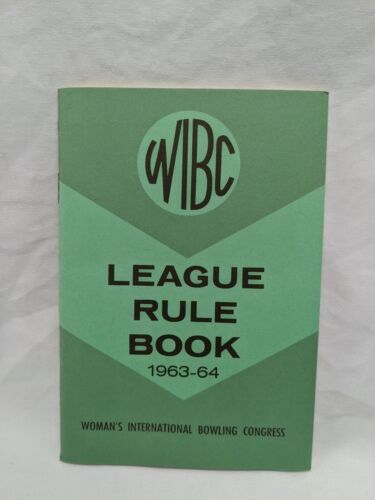 WIBC
LEAGUE
RULE
BOOK
1963-64
WOMAN'S INTERNATIONAL BOWLING CONGRESS